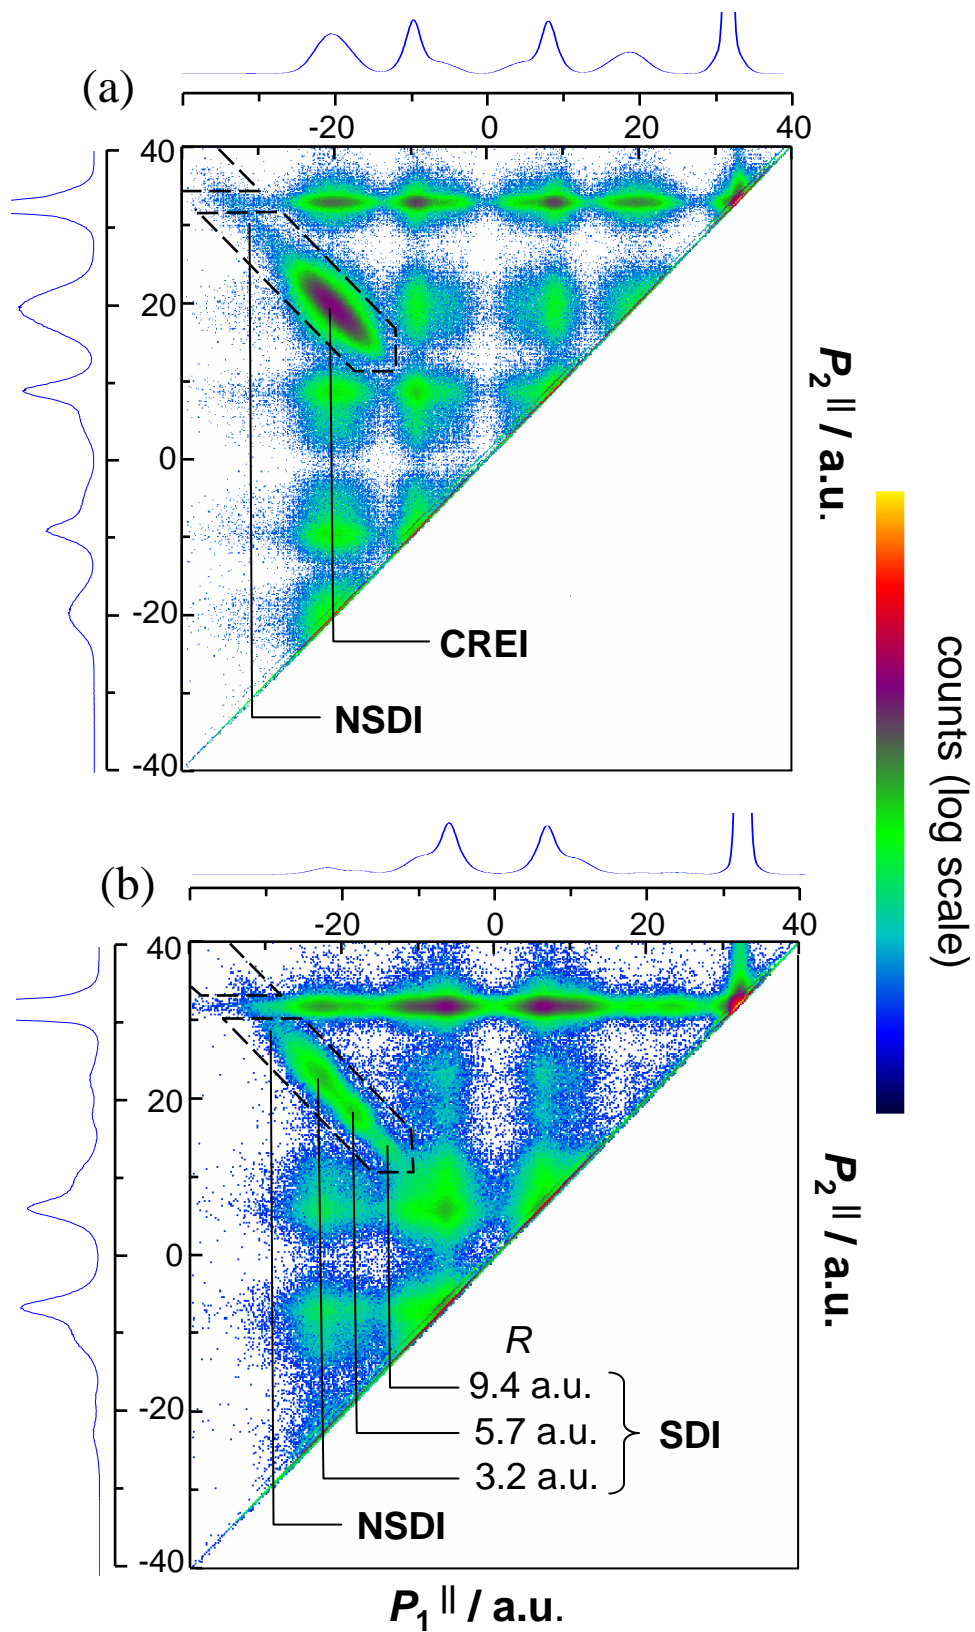 (a)
-20 0 20 40
40
20
0
-20
-40
P2 || / a.u.
CREI
NSDI
counts (log scale)
(b)
-20 0 20 40
40
20
0
-20
-40
P2 || / a.u.
R
9.4 a.u.
5.7 a.u.
3.2 a.u.
SDI
NSDI
P1 || / a.u.